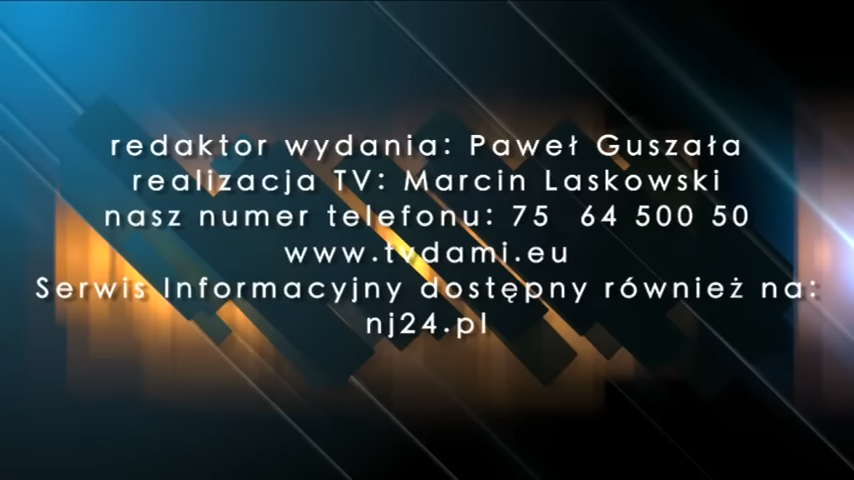 redaktor wydania: Paweł Guszała
realizacja TV: Marcin Laskowski
nasz numer telefonu: 75 64 500 50
www.tvdami.eu
Serwis Informacyjny dostępny również na:
nj24.pl